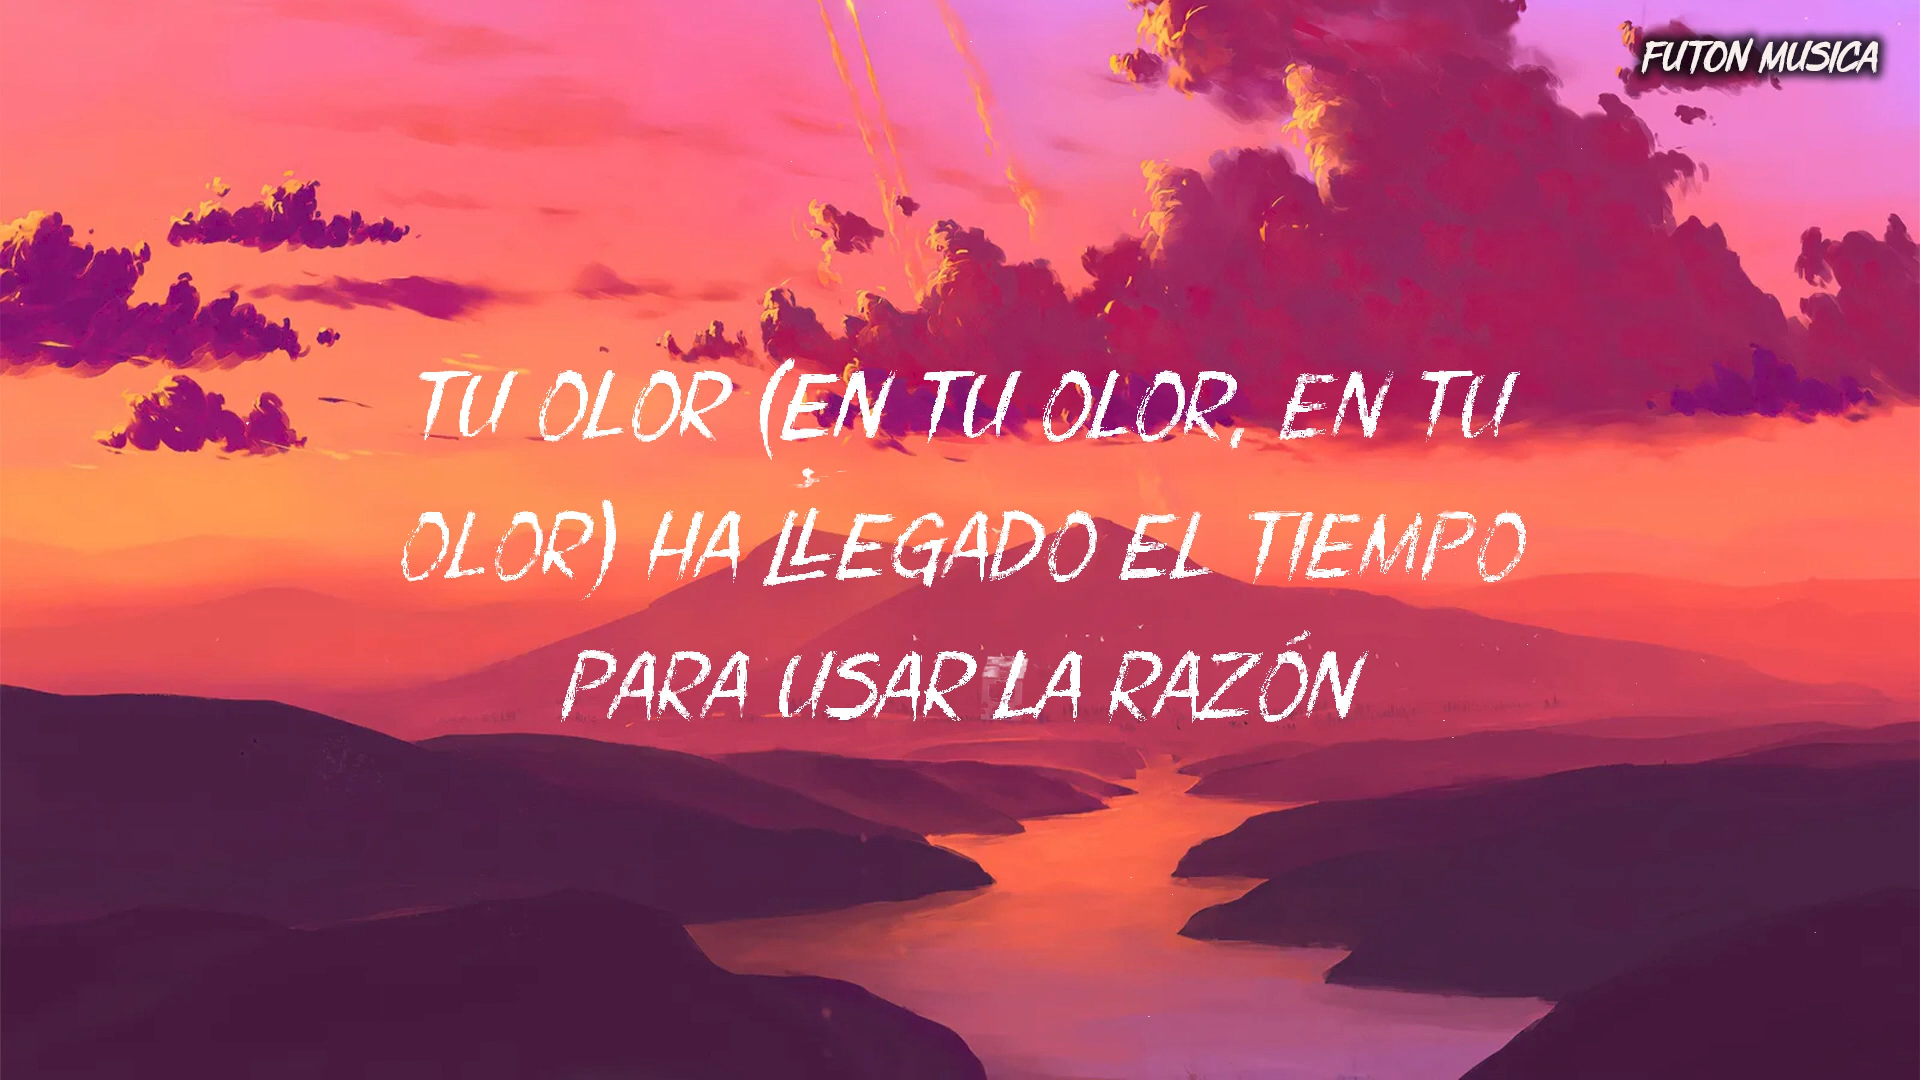 FUTON MUSICA
TU OLOR (EN TU OLOR, EN TU
OLOR) HA LLEGADO EL TIEMPO
PARA USAR LA RAZÓN